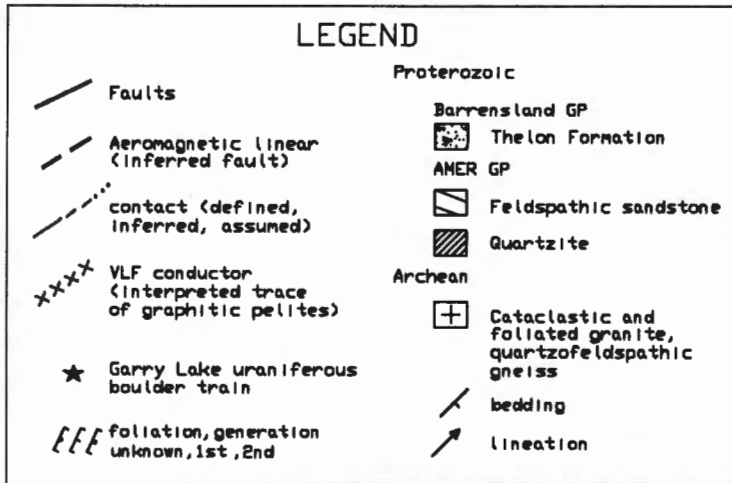 LEGEND
Faults
Aeromagnetic linear
(inferred fault)
contact (defined,
inferred, assumed)
VLF conductor
(interpreted trace
of graphitic pelites)
Garry Lake uraniferous
boulder train
foliation, generation
unknown, 1st, 2nd
Proterozoic
Barrensland GP
Thelon Formation
AMER GP
Feldspathic sandstone
Quartzite
Archean
Cataclastic and
foliated granite,
quartzofeldspathic
gneiss
bedding
lineation